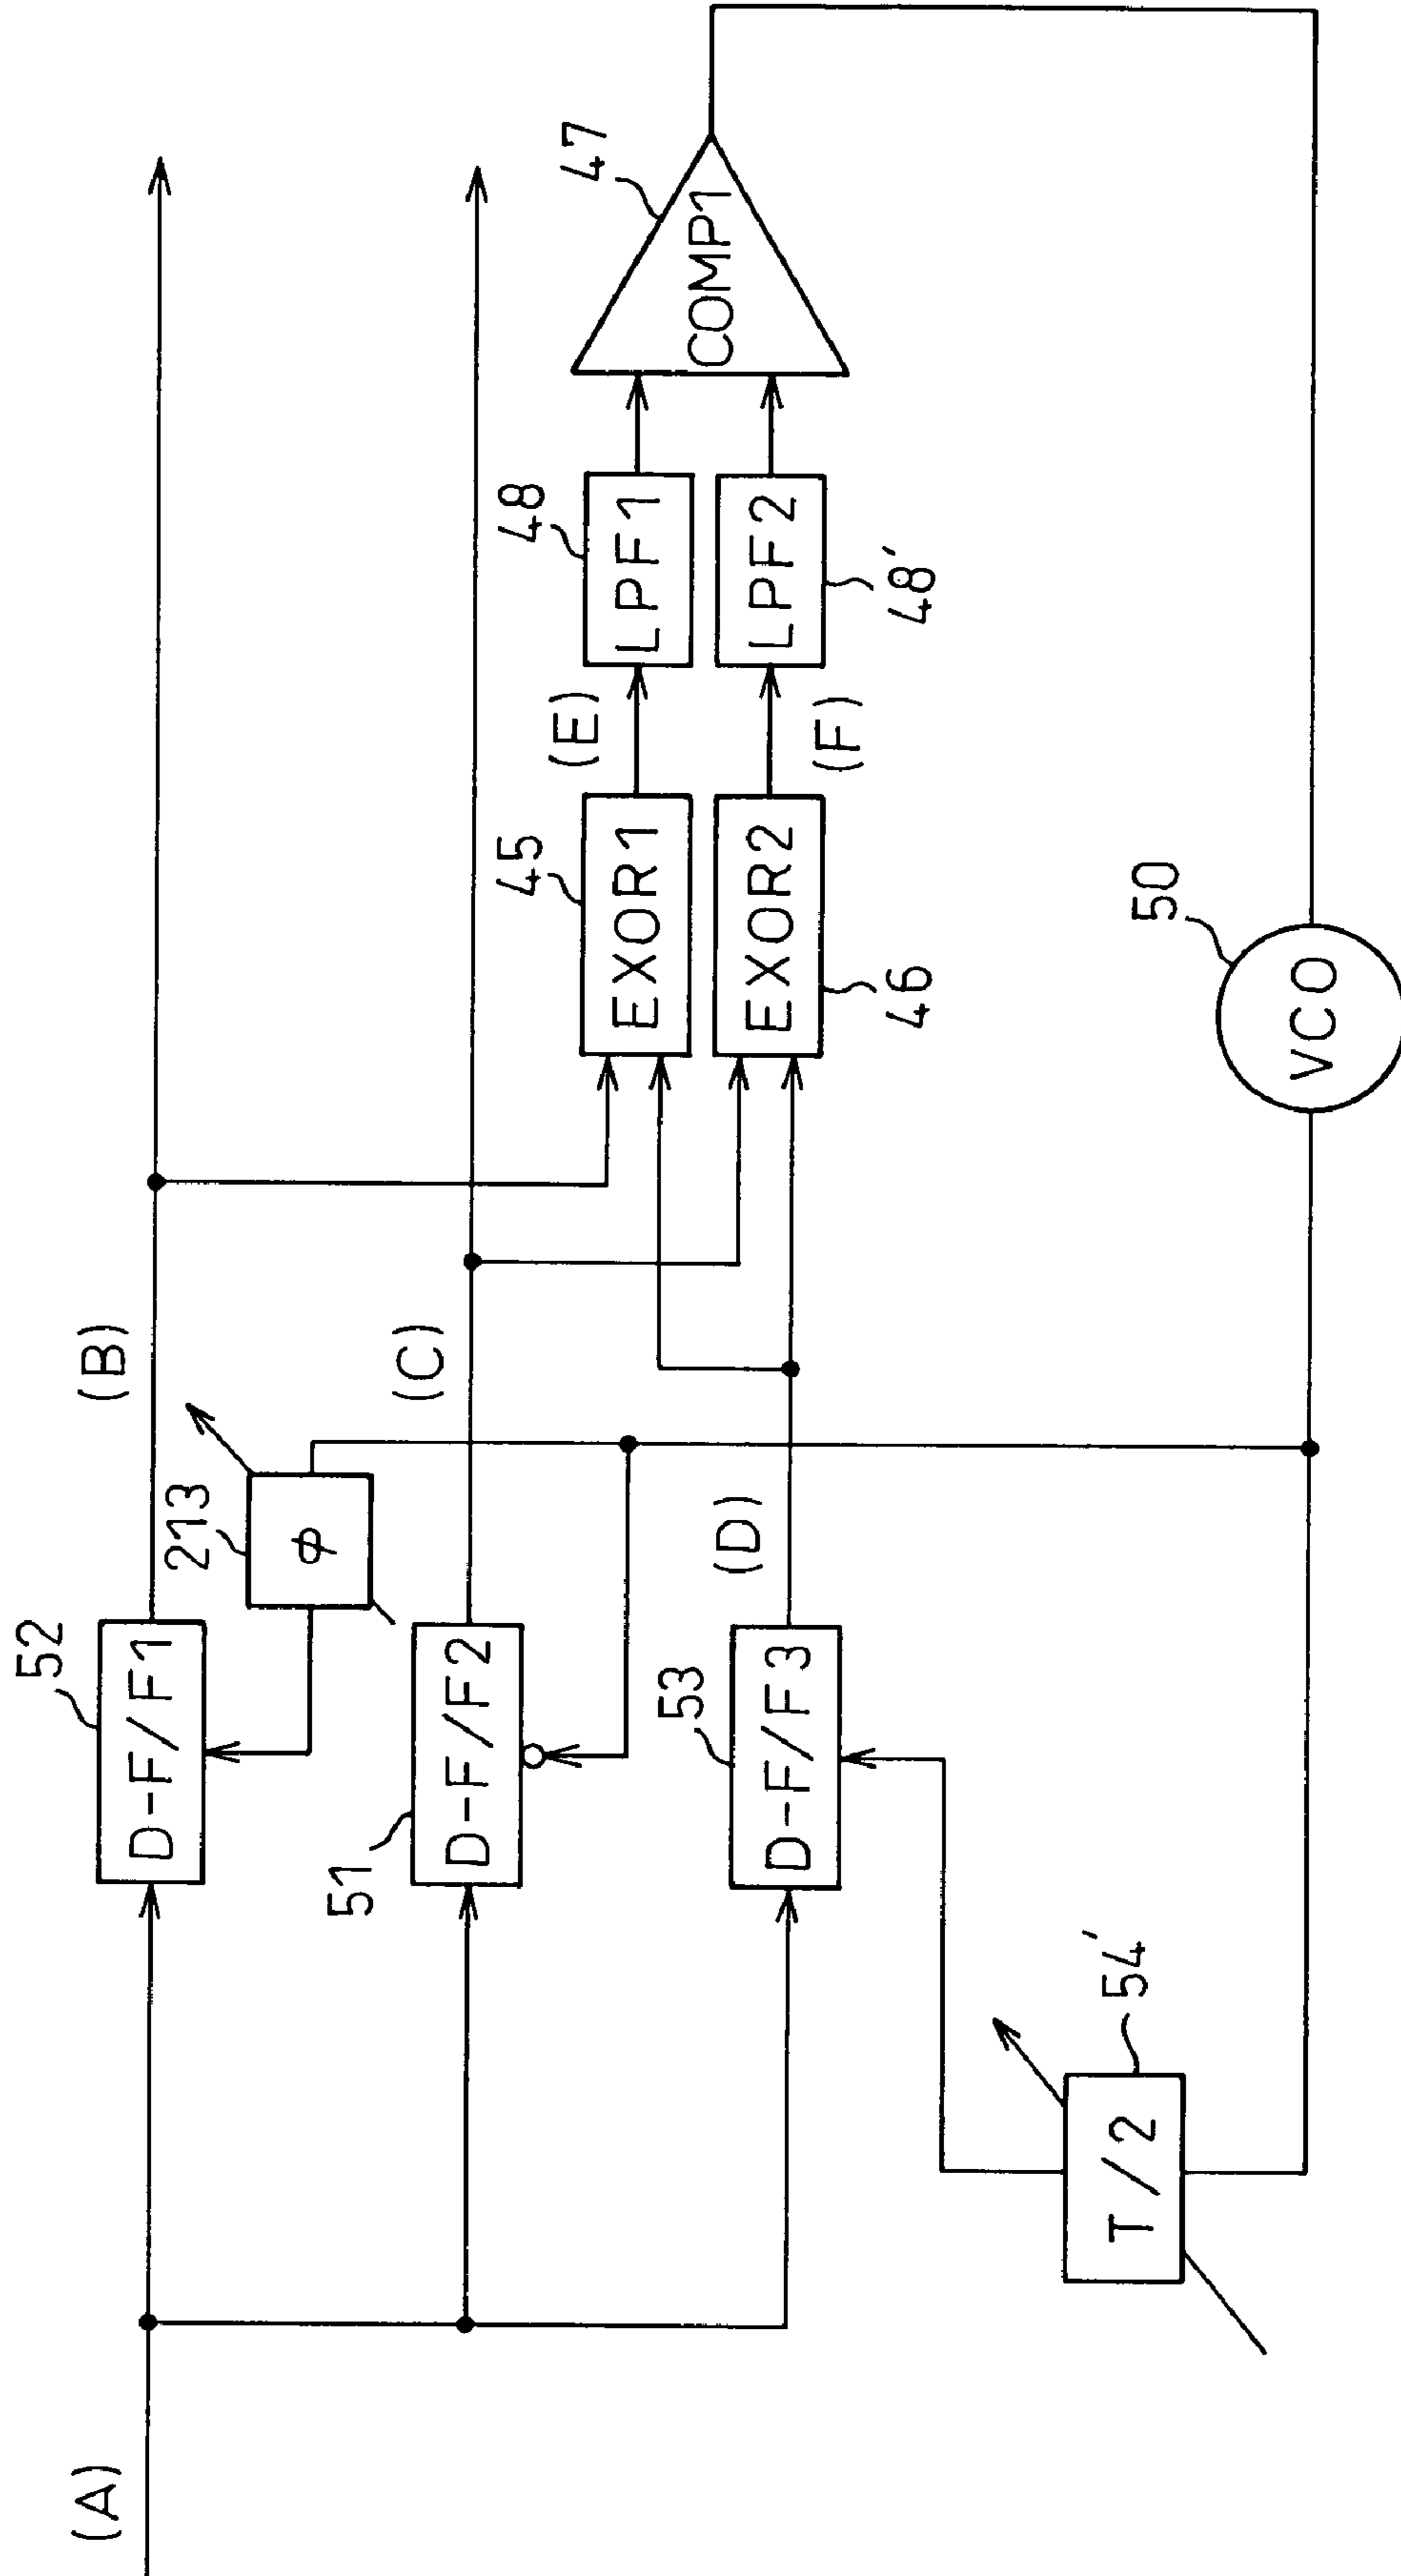 (A)
52
D-F/F1
(B)
213
φ
51
D-F/F2
(C)
53
D-F/F3
(D)
54'
T/2
45
EXOR1
(E)
48
LPF1
47
COMP1
EXOR2
46
(F)
LPF2
48'
50
VCO